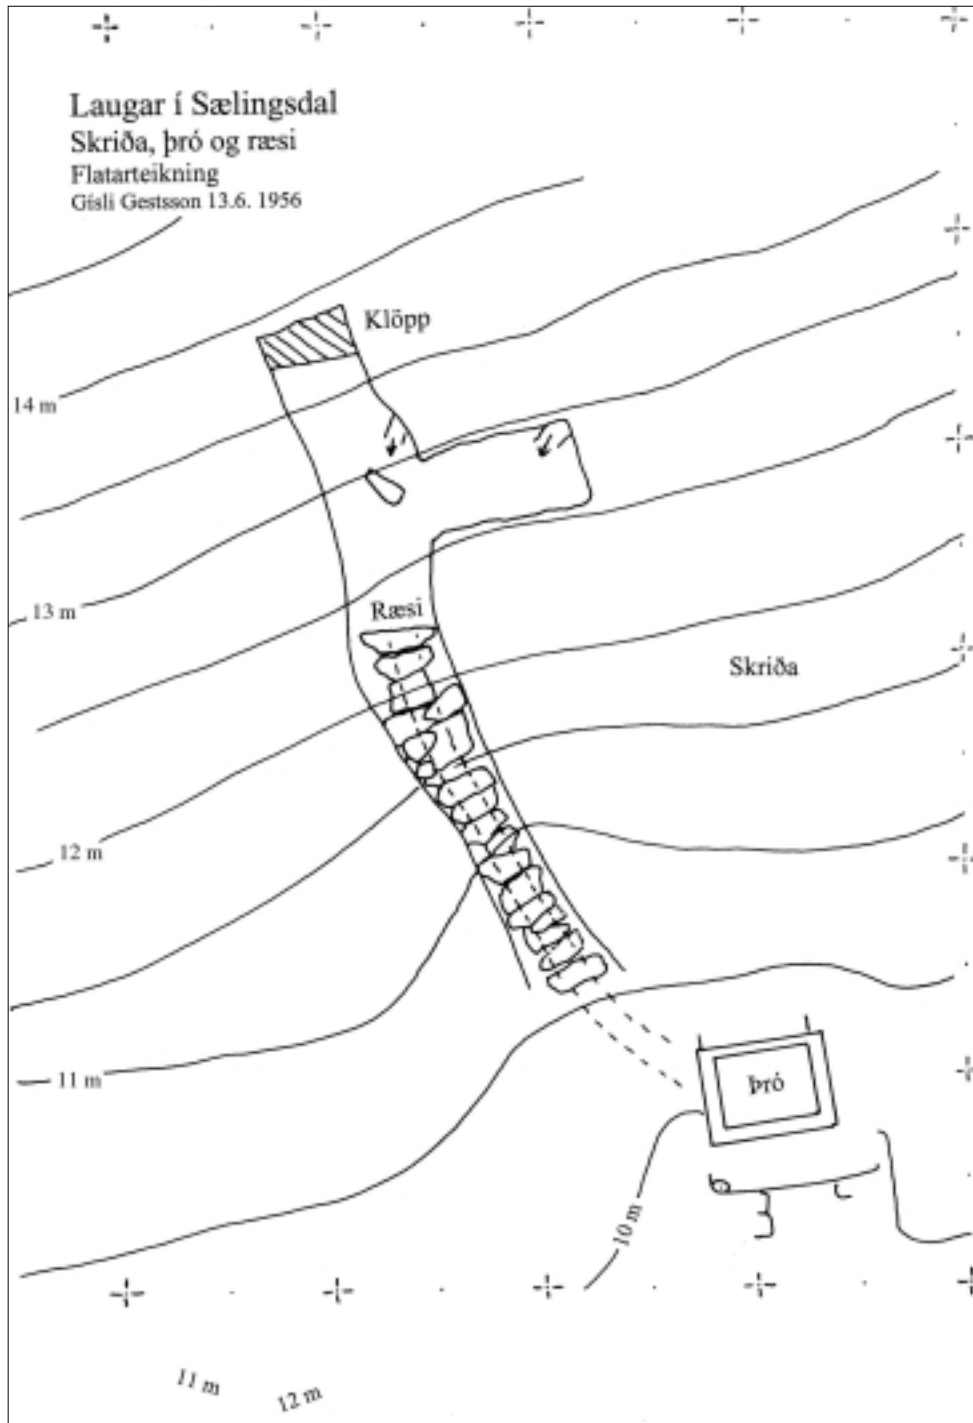 Laugar í Sælingsdal
Skriða, þró og ræsi
Flatarteikning
Gísli Gestsson 13.6. 1956
Klöpp
14 m
13 m
Ræsi
Skriða
12 m
11 m
Þró
10 m
11 m
12 m